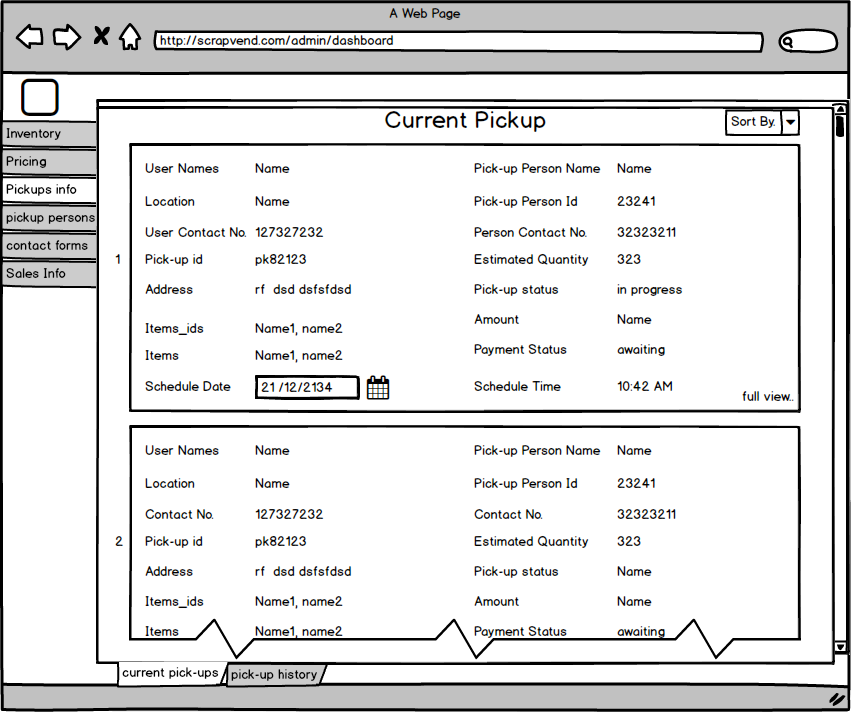 A Web Page
http://scrapvend.com/admin/dashboard
Current Pickup
Sort By.
Inventory
Pricing
Pickups info
pickup persons
contact forms
Sales Info
1
User Names Name Pick-up Person Name Name
Location Name Pick-up Person Id 23241
User Contact No. 127327232 Person Contact No. 32323211
Pick-up id pk82123 Estimated Quantity 323
Address rf dsd dsfsfdsd Pick-up status in progress
Items_ids Name1, name2 Amount Name
Items Name1, name2 Payment Status awaiting
Schedule Date 21 /12/2134 Schedule Time 10:42 AM
full view..
2
User Names Name Pick-up Person Name Name
Location Name Pick-up Person Id 23241
Contact No. 127327232 Contact No. 32323211
Pick-up id pk82123 Estimated Quantity 323
Address rf dsd dsfsfdsd Pick-up status Name
Items_ids Name1, name2 Amount Name
Items Name1, name2 Payment Status awaiting
current pick-ups pick-up history